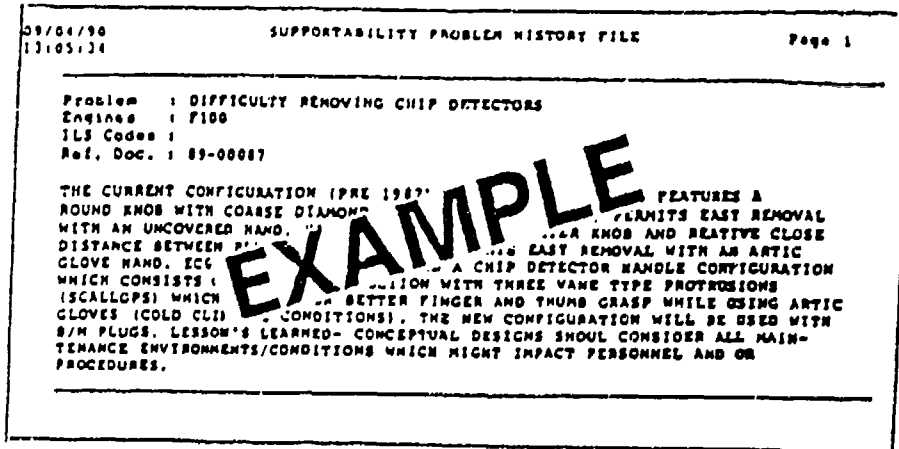 09/04/90 SUPPORTABILITY PROBLEM HISTORY FILE Page 1
13:05:34
Problem : DIFFICULTY REMOVING CHIP DETECTORS
Engines : F100
ILS Codes :
Ref. Doc. : 89-00087
THE CURRENT CONFIGURATION (PRE 1987 FEATURES A
ROUND KNOB WITH COARSE DIAMOND PERMITS EASY REMOVAL
WITH AN UNCOVERED HAND. KNOB AND REATIVE CLOSE
DISTANCE BETWEEN EASY REMOVAL WITH AN ARTIC
GLOVE HAND. A CHIP DETECTOR HANDLE CONFIGURATION
WHICH CONSISTS WITH THREE VANE TYPE PROTRUSIONS
(SCALLOPS) WHICH BETTER FINGER AND THUMB GRASP WHILE USING ARTIC
GLOVES (COLD CONDITIONS). THE NEW CONFIGURATION WILL BE USED WITH
B/M PLUGS. LESSON'S LEARNED- CONCEPTUAL DESIGNS SHOUL CONSIDER ALL MAIN-
TENANCE ENVIRONMENTS/CONDITIONS WHICH MIGHT IMPACT PERSONNEL AND OR
PROCEDURES.
EXAMPLE